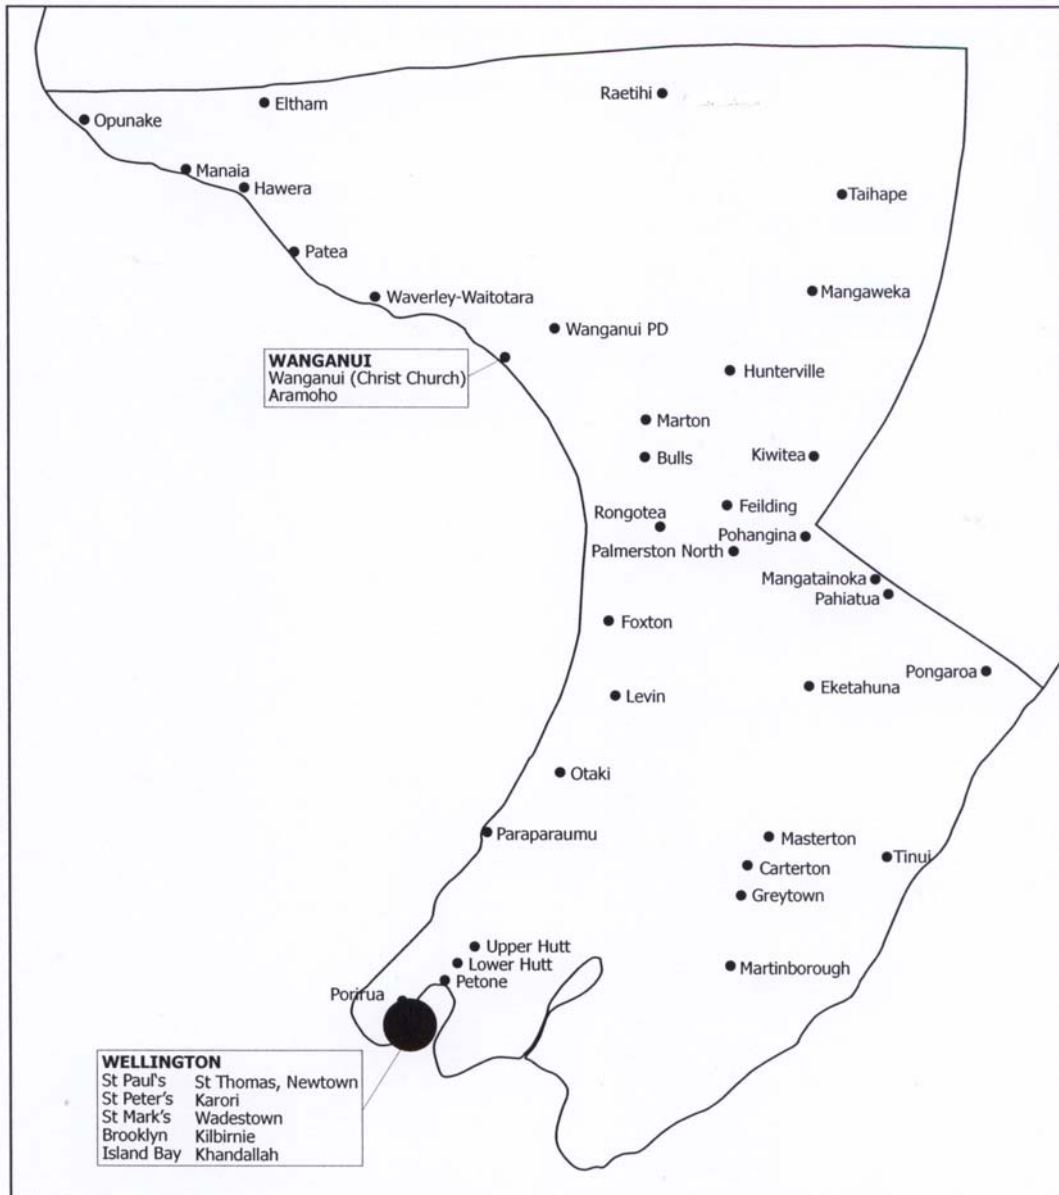 Raetihi
Eltham
Opunake
Manaia
Hawera
Taihape
Patea
Mangaweka
Waverley-Waitotara
Wanganui PD
WANGANUI
Wanganui (Christ Church)
Aramoho
Hunterville
Marton
Bulls
Kiwitea
Feilding
Rongotea
Pohangina
Palmerston North
Mangatainoka
Pahiatua
Foxton
Pongaroa
Eketahuna
Levin
Otaki
Paraparaumu
Masterton
Tinui
Carterton
Greytown
Upper Hutt
Lower Hutt
Martinborough
Petone
Porirua
WELLINGTON
St Paul's St Thomas, Newtown
St Peter's Karori
St Mark's Wadestown
Brooklyn Kilbirnie
Island Bay Khandallah